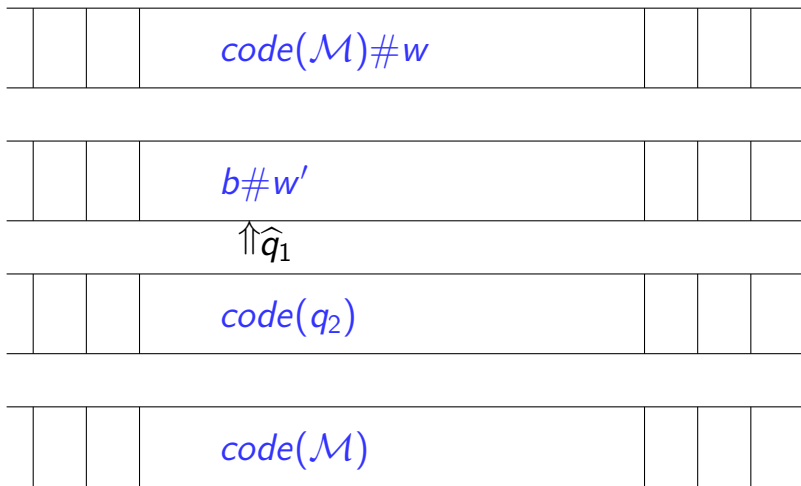 code(ℳ)#w
b#w′
⇑q̂₁
code(q₂)
code(ℳ)